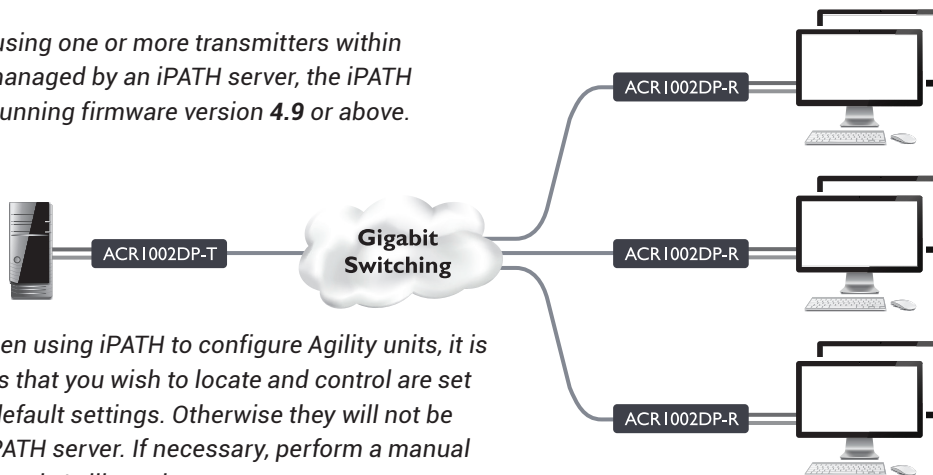 using one or more transmitters within
managed by an iPATH server, the iPATH
running firmware version 4.9 or above.
ACR1002DP-R
ACR1002DP-T
Gigabit
Switching
ACR1002DP-R
en using iPATH to configure Agility units, it is
s that you wish to locate and control are set
default settings. Otherwise they will not be
PATH server. If necessary, perform a manual
ACR1002DP-R